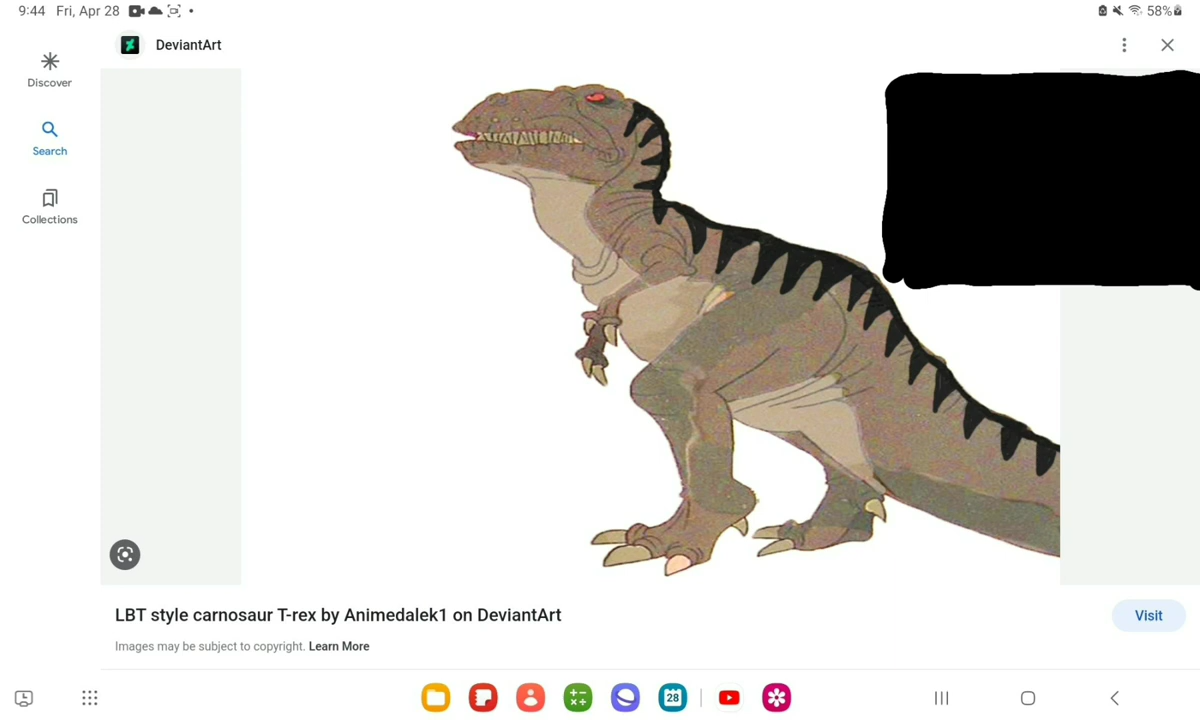 9:44 Fri, Apr 28 58%
DeviantArt
Discover
Search
Collections
LBT style carnosaur T-rex by Animedalek1 on DeviantArt
Visit
Images may be subject to copyright. Learn More
28